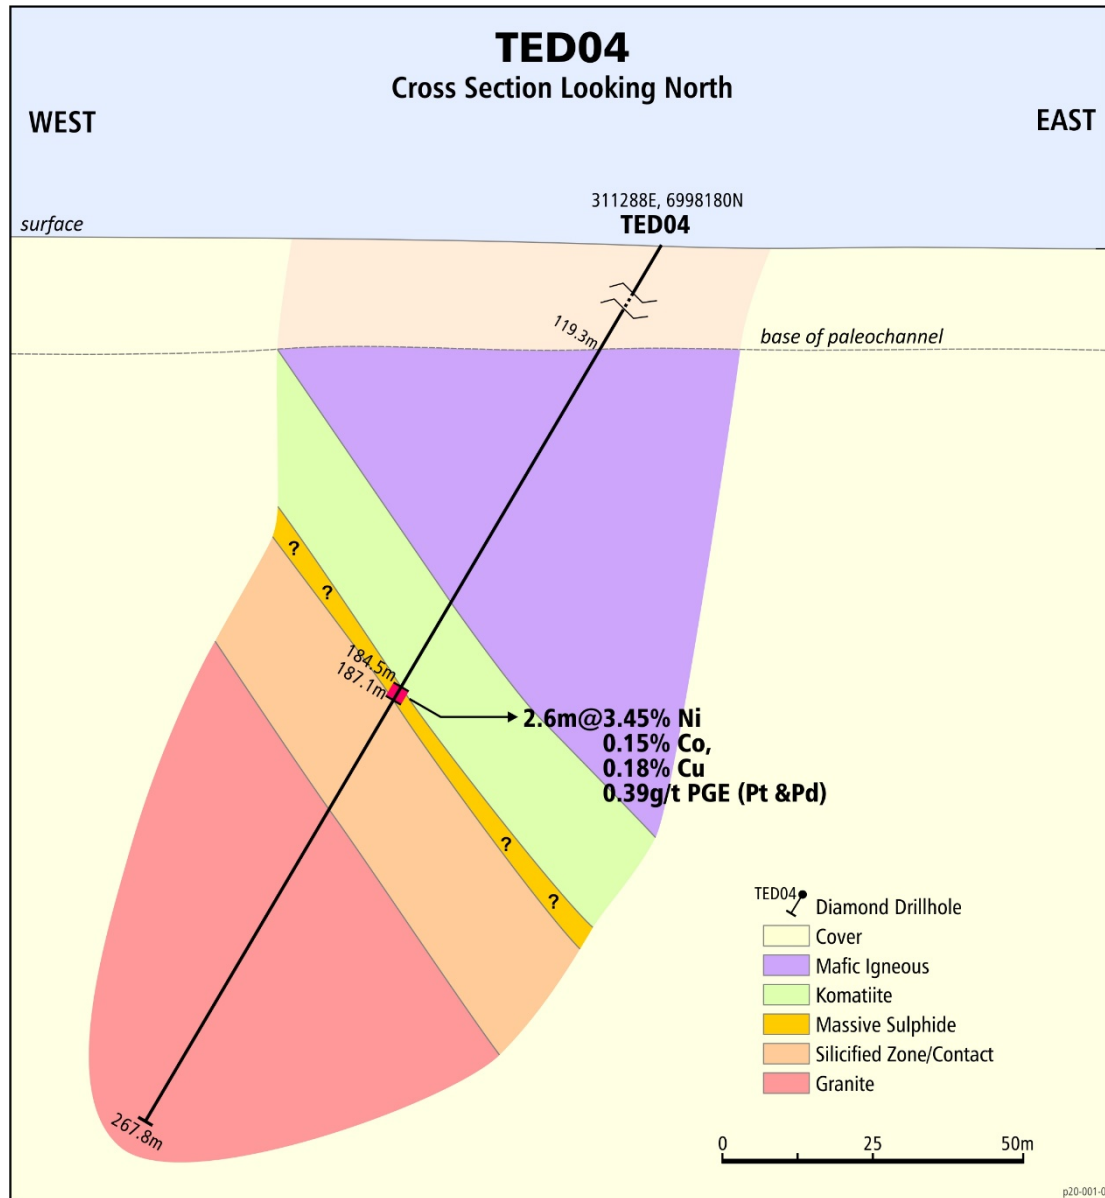 TED04
Cross Section Looking North
WEST
EAST
311288E, 6998180N
TED04
surface
119.3m
base of paleochannel
?
?
184.5m
187.1m
2.6m@3.45% Ni
0.15% Co,
0.18% Cu
0.39g/t PGE (Pt &Pd)
?
?
TED04
Diamond Drillhole
Cover
Mafic Igneous
Komatiite
Massive Sulphide
Silicified Zone/Contact
Granite
267.8m
0 25 50m